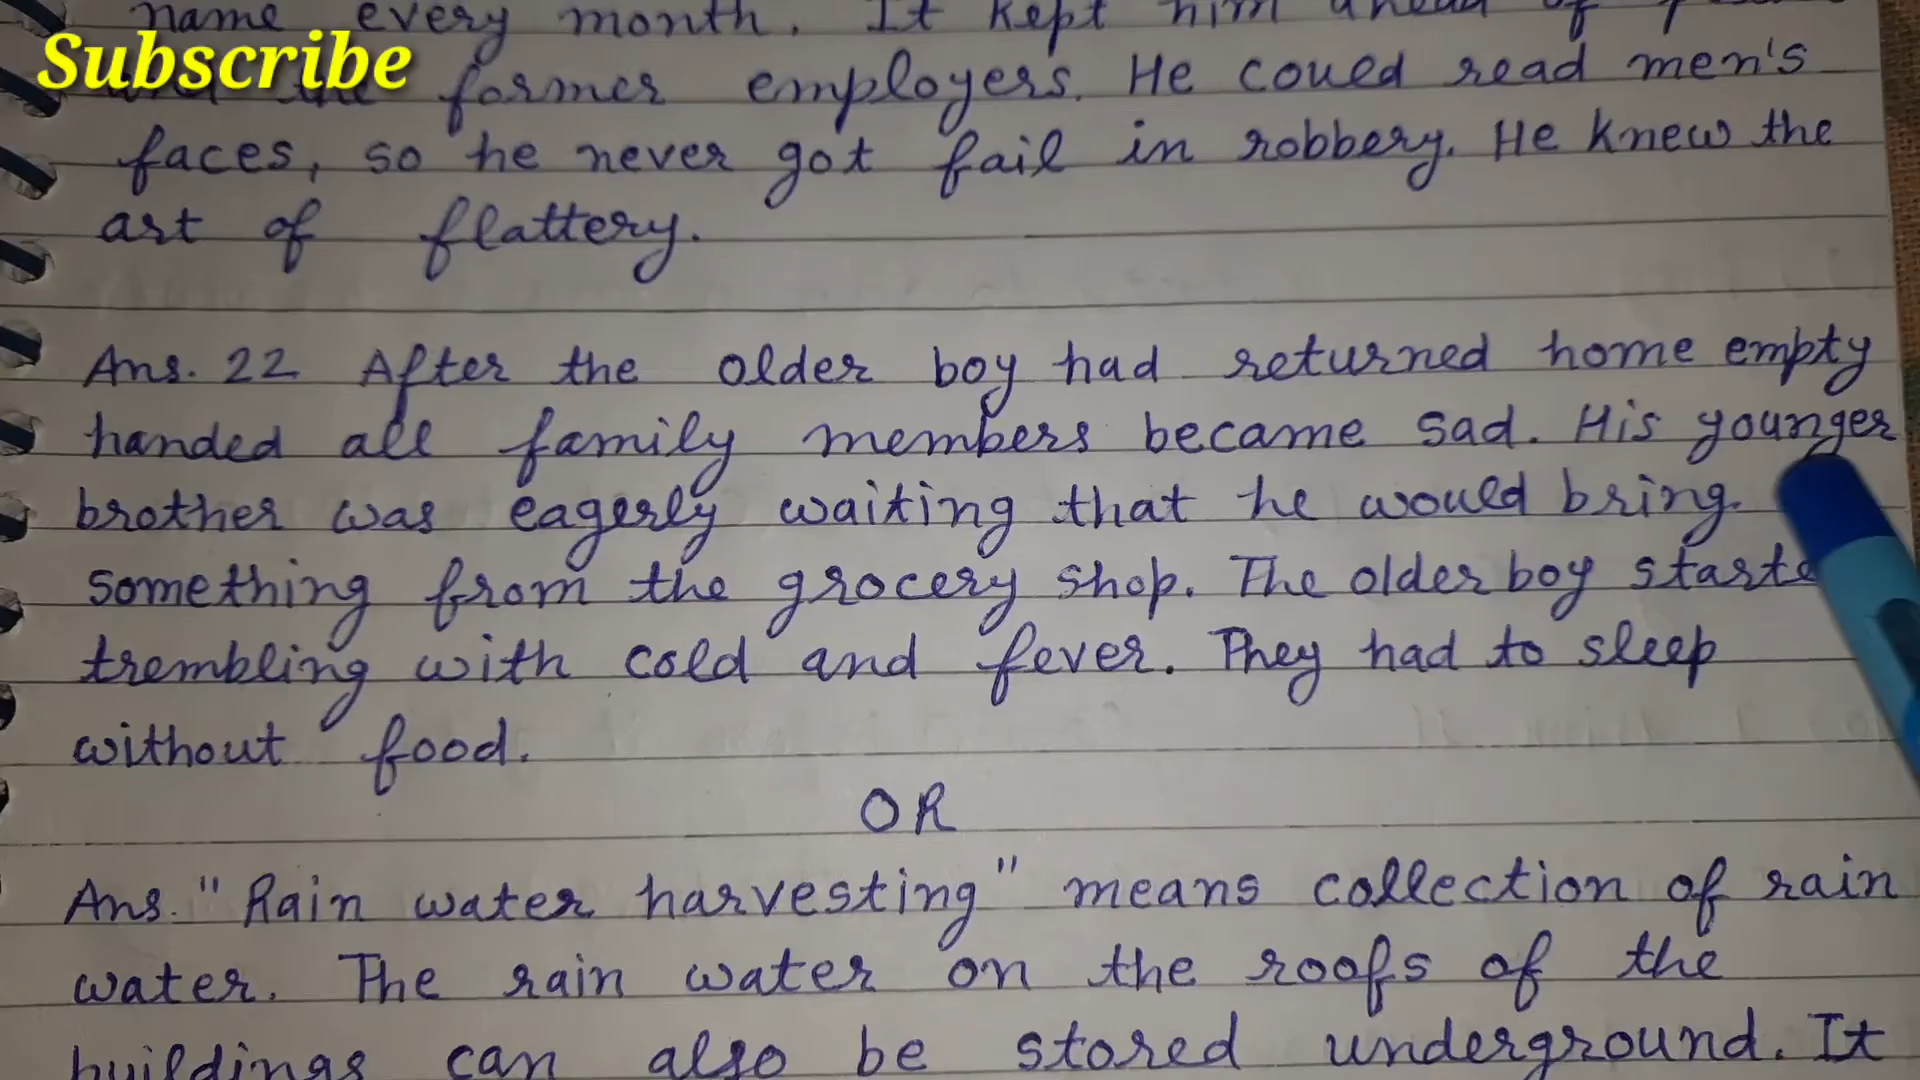 name every month. It kept him ahead of
Subscribe
the former employers. He could read men's
faces, so he never got fail in robbery. He knew the
art of flattery.
Ans. 22 After the older boy had returned home empty
handed all family members became sad. His younger
brother was eagerly waiting that he would bring
something from the grocery shop. The older boy
trembling with cold and fever. They had to sleep
without food.
OR
Ans. "Rain water harvesting" means collection of rain
water. The rain water on the roofs of the
buildings can also be stored underground. It